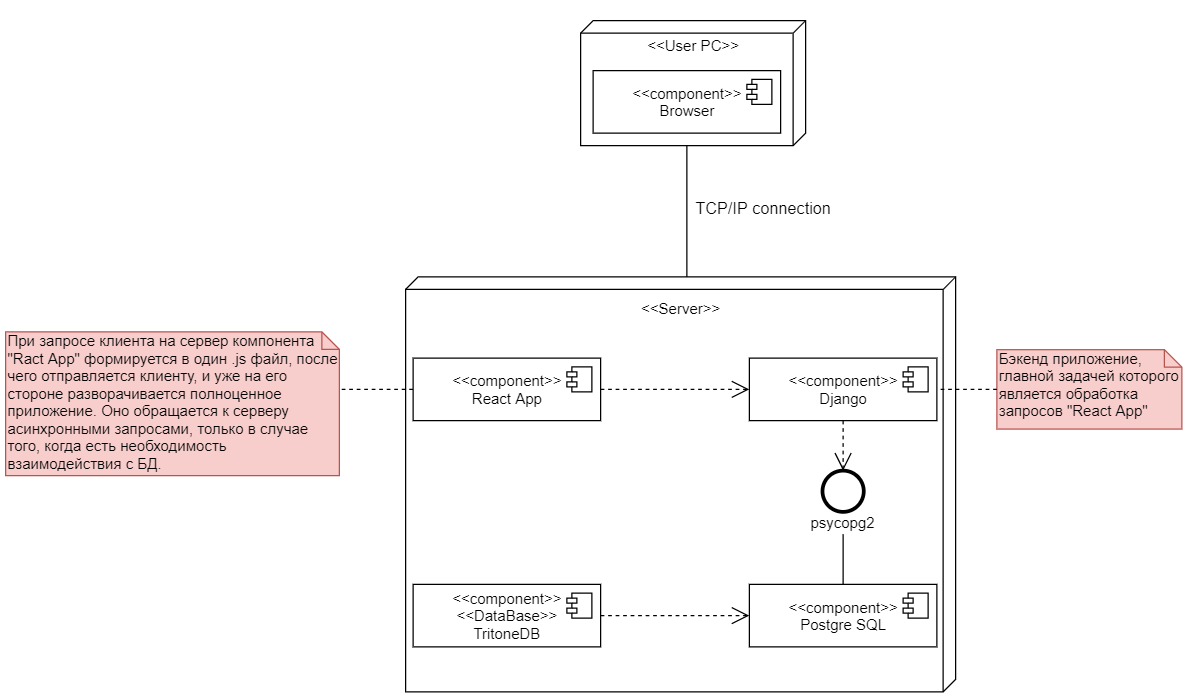 <<User PC>>
<<component>>
Browser
TCP/IP connection
<<Server>>
При запросе клиента на сервер компонента
"Ract App" формируется в один .js файл, после
чего отправляется клиенту, и уже на его
стороне разворачивается полноценное
приложение. Оно обращается к серверу
асинхронными запросами, только в случае
того, когда есть необходимость
взаимодействия с БД.
<<component>>
React App
<<component>>
Django
Бэкенд приложение,
главной задачей которого
является обработка
запросов "React App"
psycopg2
<<component>>
<<DataBase>>
TritoneDB
<<component>>
Postgre SQL